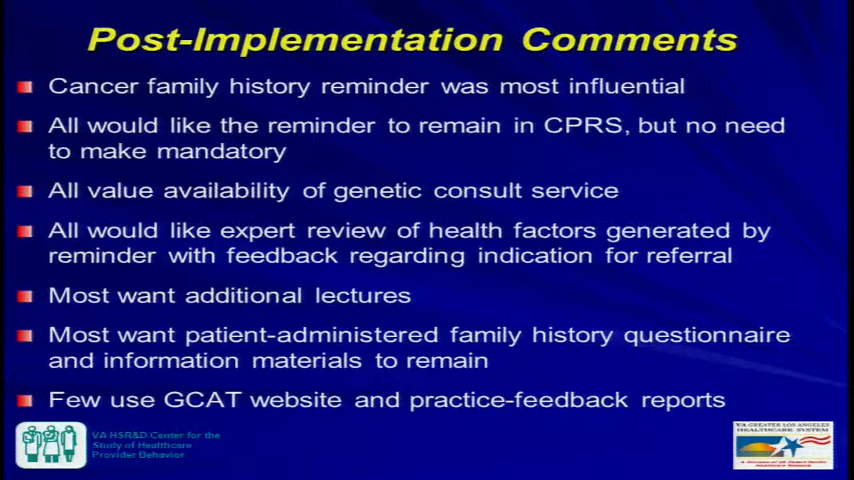 Post-Implementation Comments
Cancer family history reminder was most influential
All would like the reminder to remain in CPRS, but no need
to make mandatory
All value availability of genetic consult service
All would like expert review of health factors generated by
reminder with feedback regarding indication for referral
Most want additional lectures
Most want patient-administered family history questionnaire
and information materials to remain
Few use GCAT website and practice-feedback reports
VA HSR&D Center for the
Study of Healthcare
Provider Behavior
VA GREATER LOS ANGELES
HEALTHCARE SYSTEM